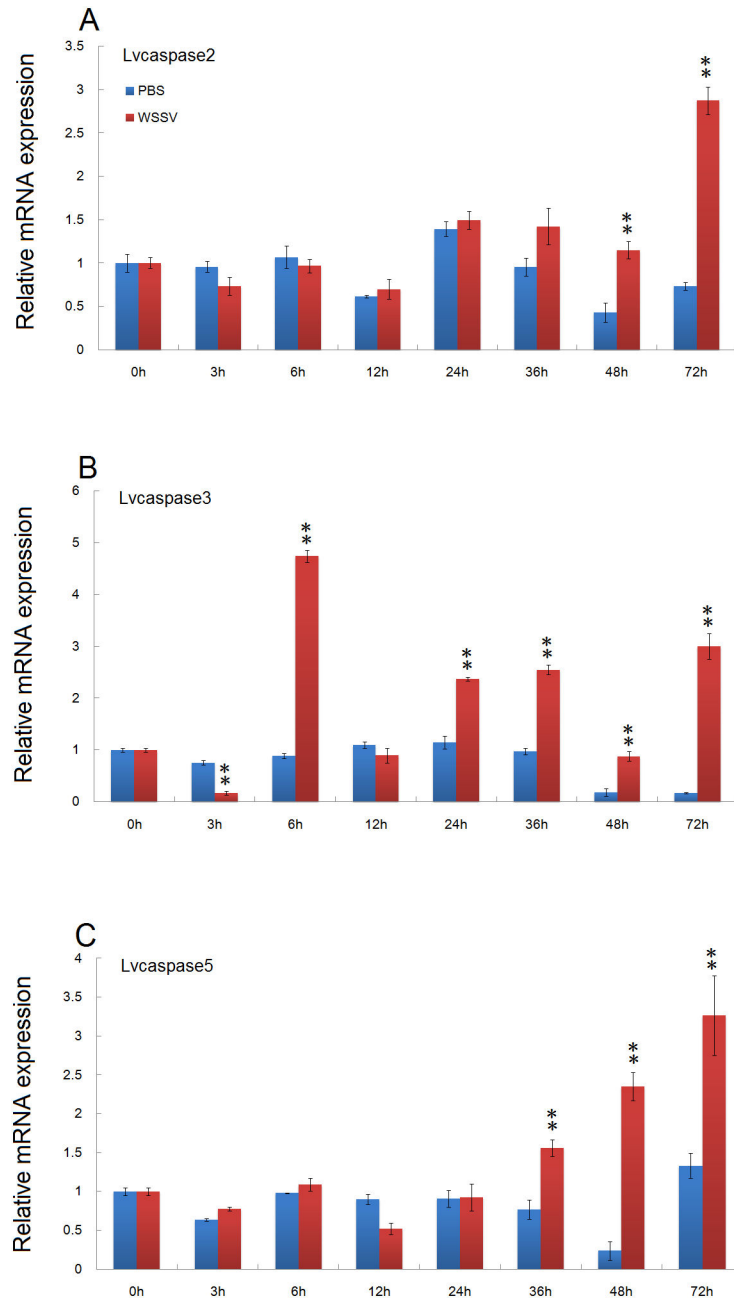 A
Lvcaspase2
PBS
WSSV
Relative mRNA expression
3.5
3
2.5
2
1.5
1
0.5
0
**
**
0h 3h 6h 12h 24h 36h 48h 72h
B
Lvcaspase3
Relative mRNA expression
6
5
4
3
2
1
0
**
**
**
**
**
**
0h 3h 6h 12h 24h 36h 48h 72h
C
Lvcaspase5
Relative mRNA expression
4
3.5
3
2.5
2
1.5
1
0.5
0
**
**
**
0h 3h 6h 12h 24h 36h 48h 72h